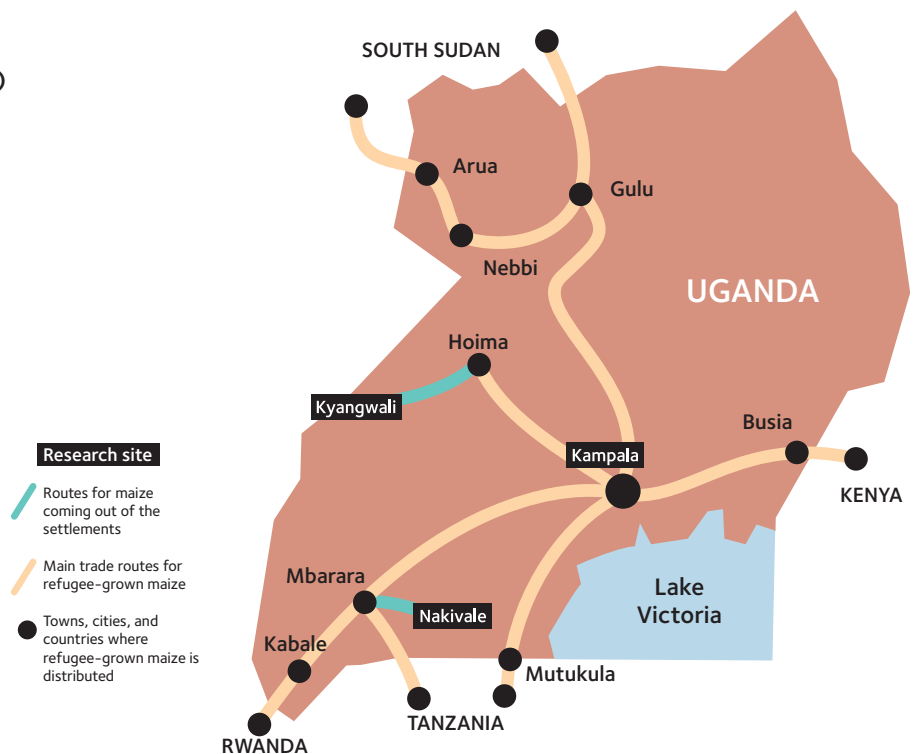 SOUTH SUDAN
Arua
Gulu
Nebbi
UGANDA
Hoima
Kyangwali
Busia
Kampala
KENYA
Research site
Routes for maize
coming out of the
settlements
Main trade routes for
refugee-grown maize
Towns, cities, and
countries where
refugee-grown maize is
distributed
Mbarara
Nakivale
Lake
Victoria
Kabale
Mutukula
TANZANIA
RWANDA